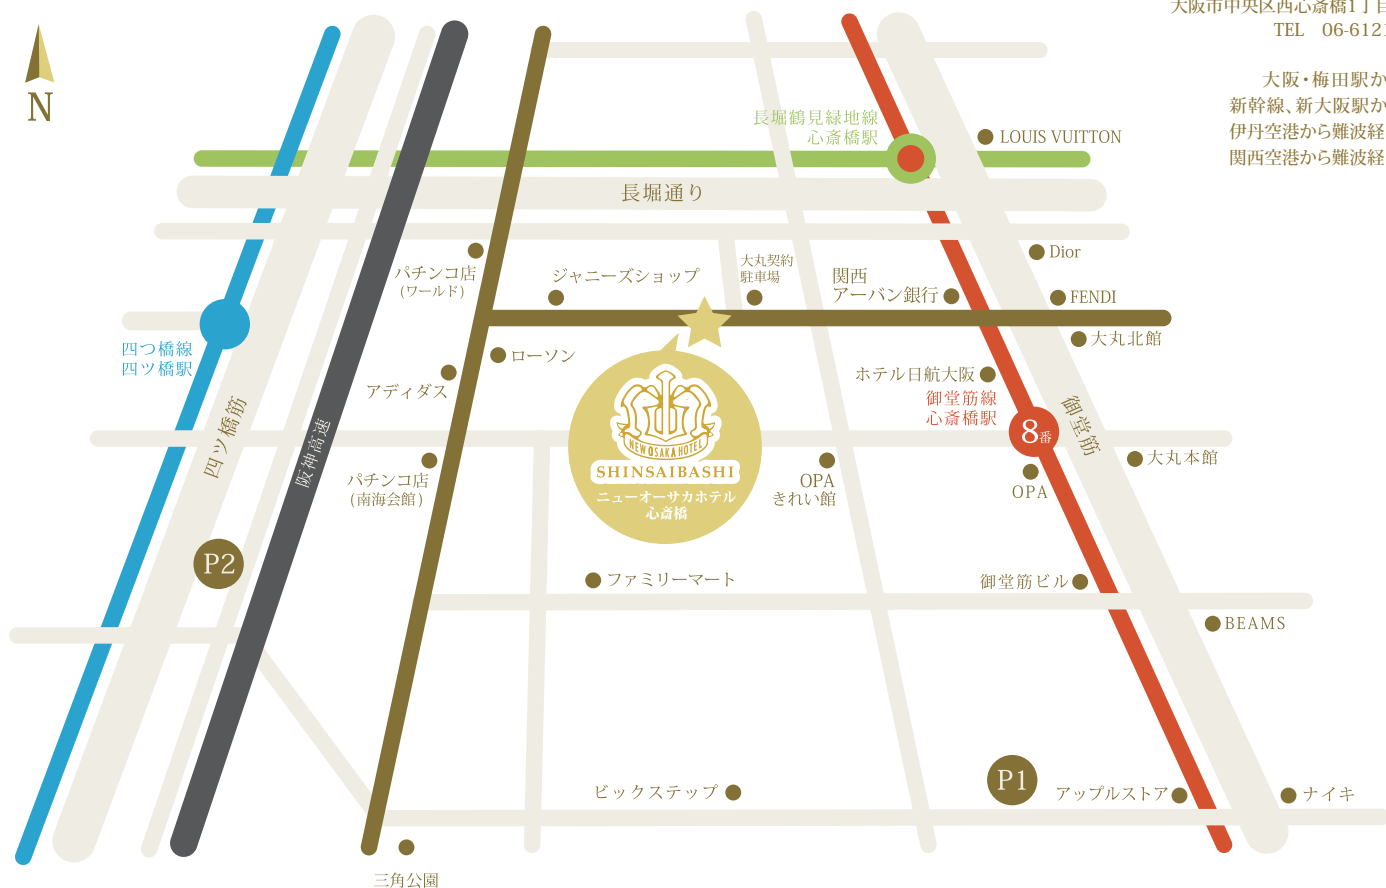 大阪市中央区西心斎橋1丁目
TEL 06-612
大阪・梅田駅か
新幹線、新大阪駅か
伊丹空港から難波経
関西空港から難波経
N
長堀鶴見緑地線
心斎橋駅
LOUIS VUITTON
長堀通り
Dior
パチンコ店
(ワールド)
ジャニーズショップ
大丸契約
駐車場
関西
アーバン銀行
FENDI
大丸北館
四つ橋線
四ツ橋駅
ローソン
アディダス
ホテル日航大阪
御堂筋線
心斎橋駅
8番
御堂筋
四ツ橋筋
阪神高速
NEW OSAKA HOTEL
SHINSAIBASHI
ニューオーサカホテル
心斎橋
パチンコ店
(南海会館)
OPA
きれい館
OPA
大丸本館
P2
ファミリーマート
御堂筋ビル
BEAMS
P1
ビックステップ
アップルストア
ナイキ
三角公園